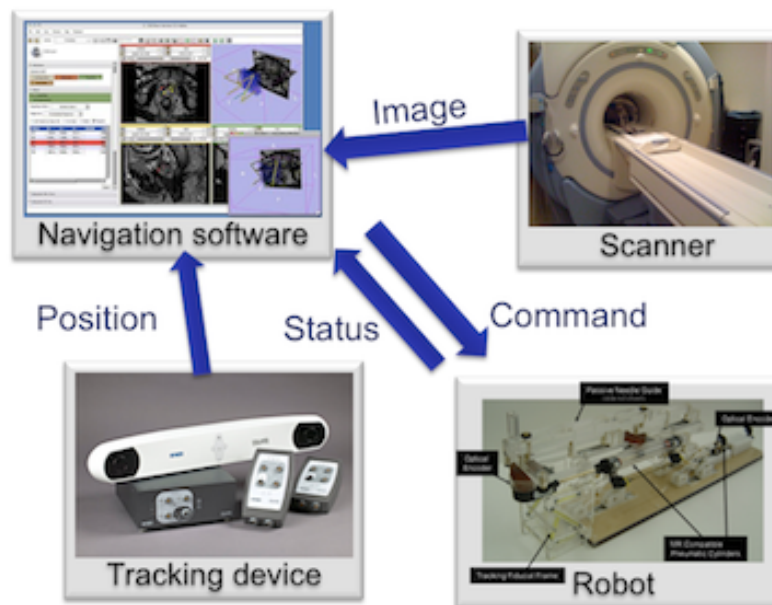 Image
Navigation software
Scanner
Position
Status
Command
Passive Needle Guide
Optical Encoder
Optical
Encoder
MR Compatible
Pneumatic Cylinders
Tracking Fiducial Frame
Tracking device
Robot